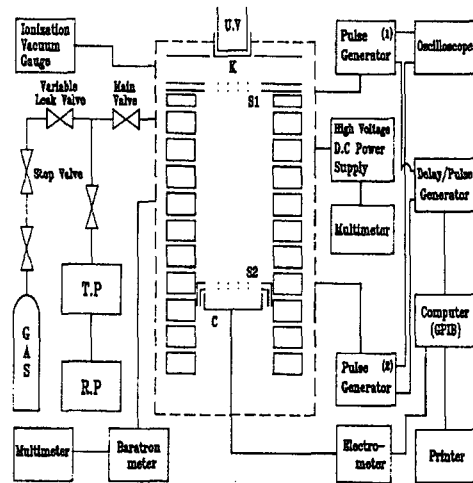 U.V
Ionization
Vacuum
Gauge
K
Pulse (1)
Generator
Oscilloscope
Variable
Leak Valve
Main
Valve
S1
High Voltage
D.C Power
Supply
Stop Valve
Delay/Pulse
Generator
Multimeter
T.P
S2
C
Computer
(GPIB)
G
A
S
R.P
Pulse (2)
Generator
Multimeter
Baratron
meter
Electro-
meter
Printer